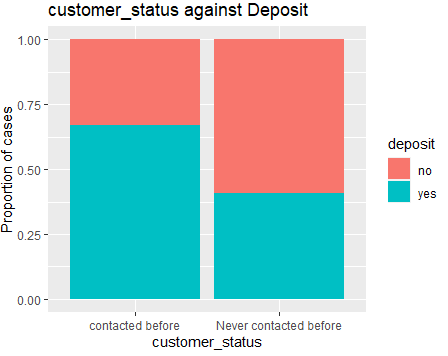 customer_status against Deposit
Proportion of cases
1.00
0.75
0.50
0.25
0.00
contacted before
Never contacted before
customer_status
deposit
no
yes